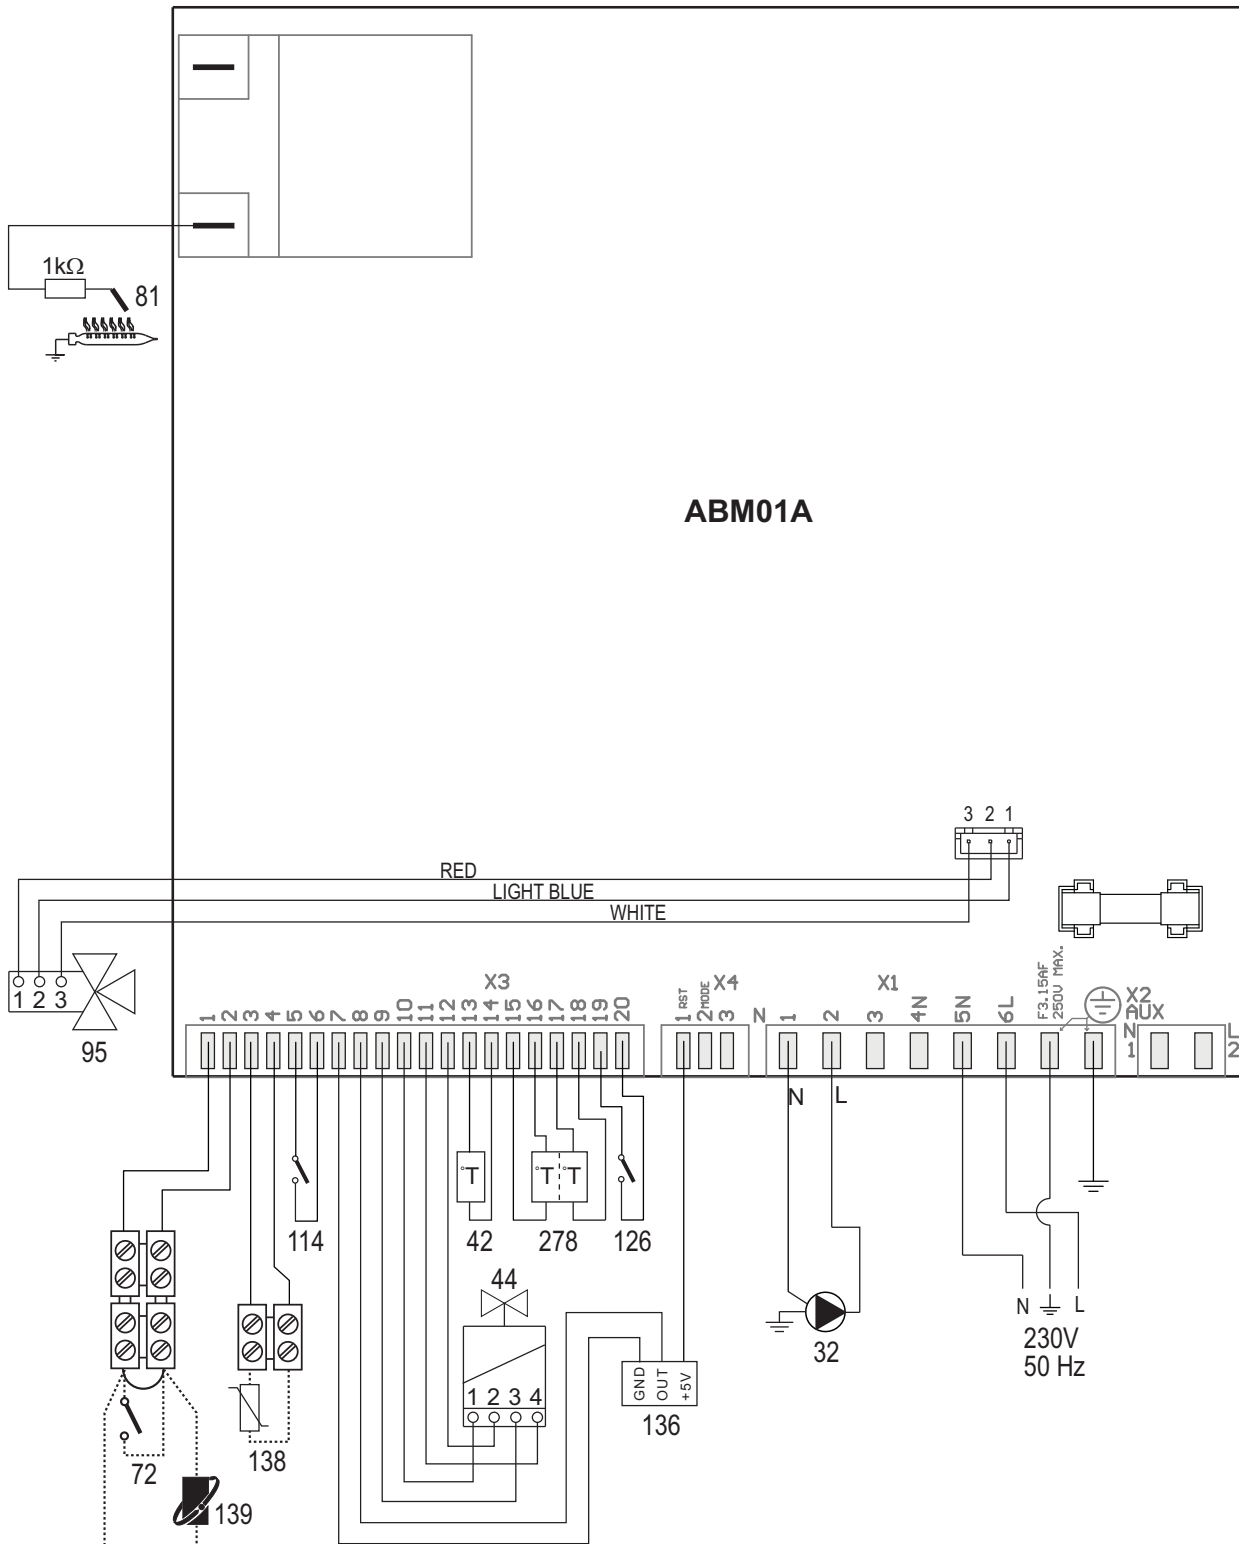 1kΩ
81
ABM01A
3 2 1
RED
LIGHT BLUE
WHITE
1 2 3
95
X3
1 2 3 4 5 6 7 8 9 10 11 12 13 14 15 16 17 18 19 20
X4
1 RST
2 MODE
3
N
X1
1 2 3 4N 5N 6L
F3.15AF
250V MAX.
X2
AUX
N L
1 2
N L
°T
°T °T
114
42
278
126
44
1 2 3 4
32
N L
230V
50 Hz
GND
OUT
+5V
136
72
138
139